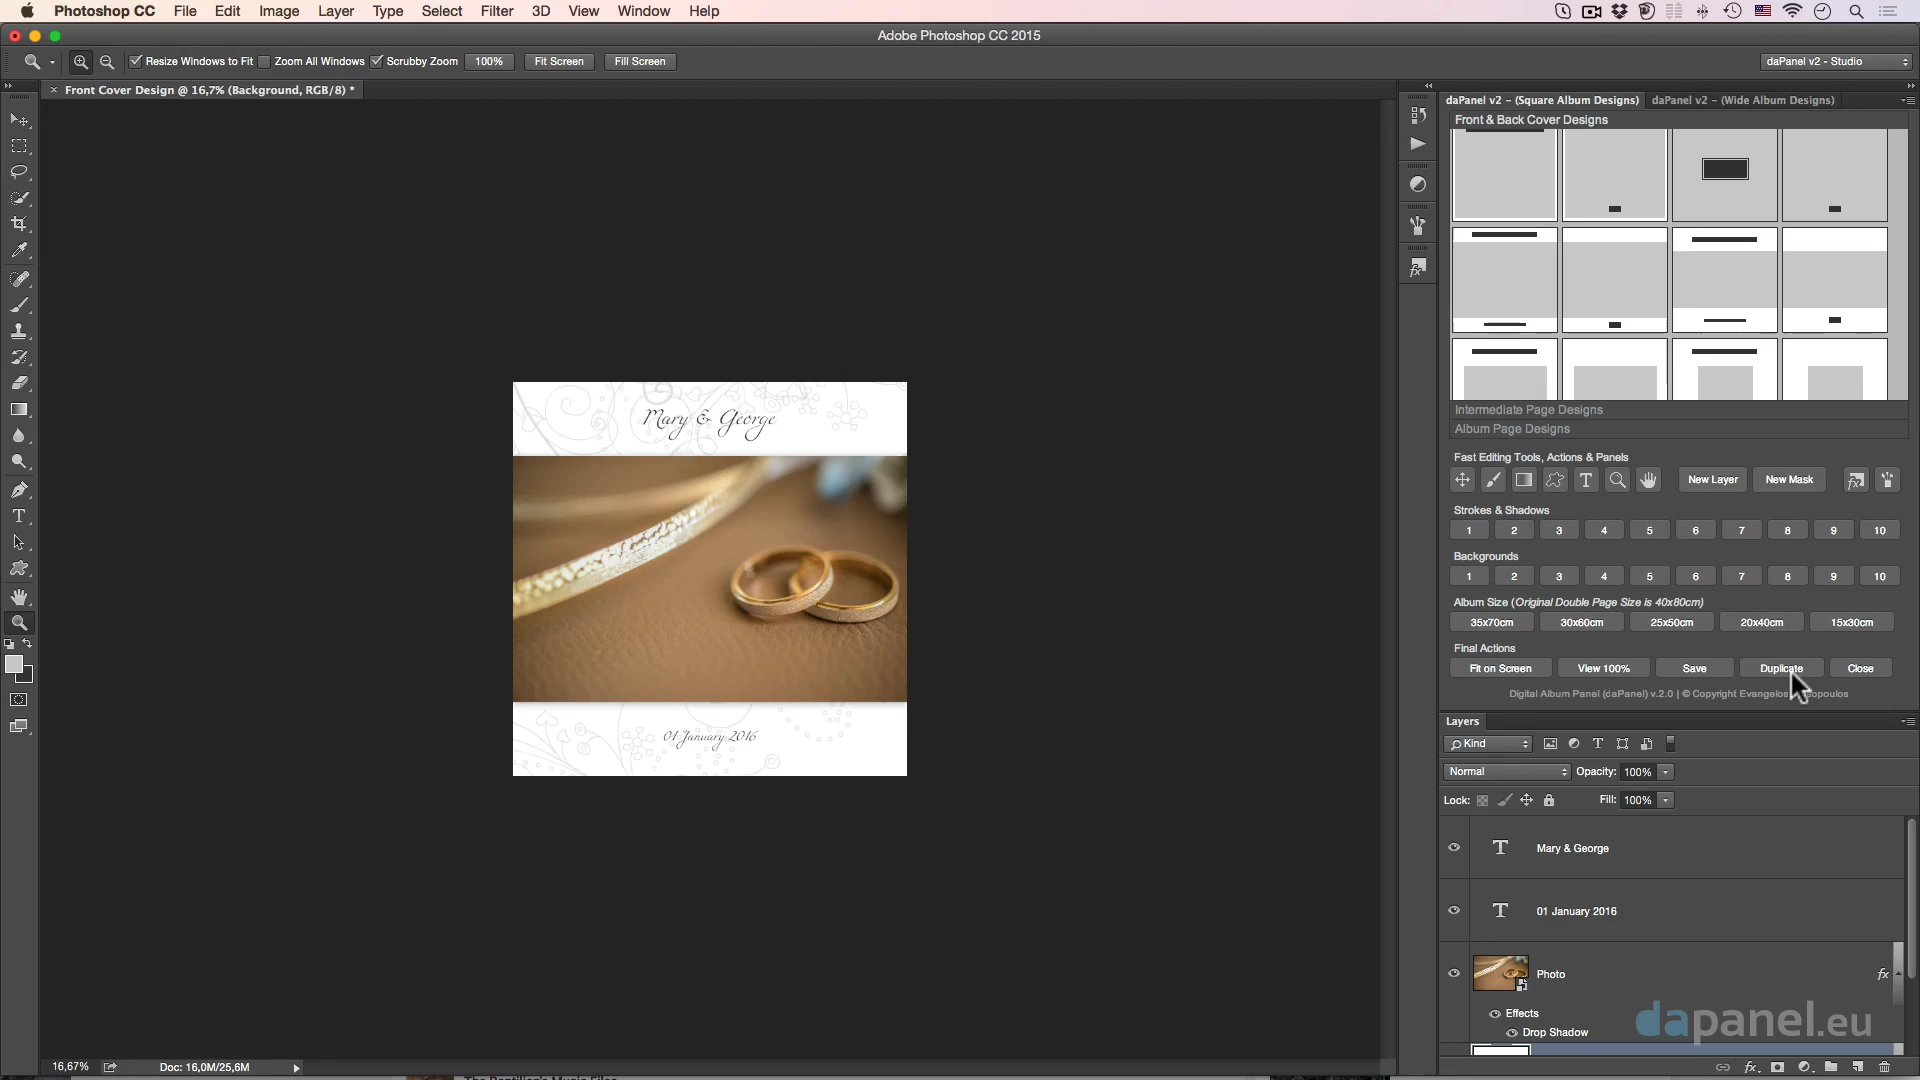 Photoshop CC File Edit Image Layer Type Select Filter 3D View Window Help
Adobe Photoshop CC 2015
Resize Windows to Fit Zoom All Windows Scrubby Zoom 100% Fit Screen Fill Screen daPanel v2 - Studio
Front Cover Design @ 16,7% (Background, RGB/8) *
daPanel v2 - (Square Album Designs) daPanel v2 - (Wide Album Designs)
Front & Back Cover Designs
Mary & George
01 January 2016
Intermediate Page Designs
Album Page Designs
Fast Editing Tools, Actions & Panels
New Layer New Mask
Strokes & Shadows
1 2 3 4 5 6 7 8 9 10
Backgrounds
1 2 3 4 5 6 7 8 9 10
Album Size (Original Double Page Size is 40x80cm)
35x70cm 30x60cm 25x50cm 20x40cm 15x30cm
Final Actions
Fit on Screen View 100% Save Duplicate Close
Digital Album Panel (daPanel) v.2.0 | © Copyright Evangelos
Layers
Kind
Normal Opacity: 100%
Lock: Fill: 100%
Mary & George
01 January 2016
Photo fx
Effects
Drop Shadow
dapanel.eu
16,67% Doc: 16,0M/25,6M